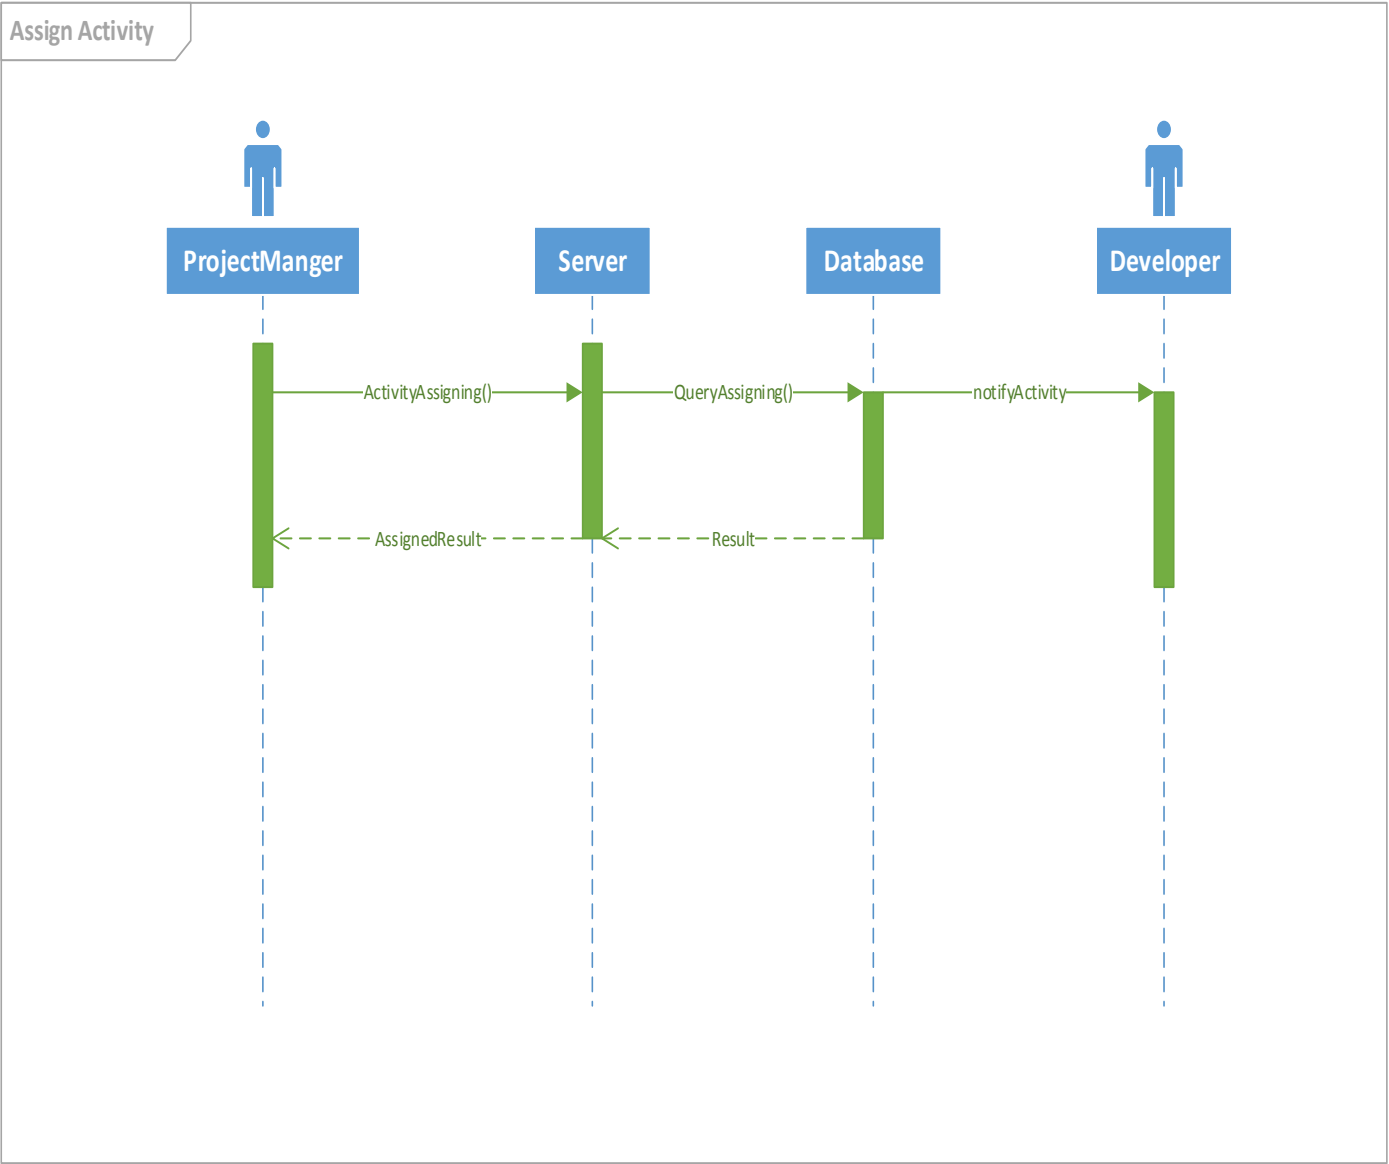 Assign Activity
ProjectManger
Server
Database
Developer
ActivityAssigning()
QueryAssigning()
notifyActivity
AssignedResult
Result